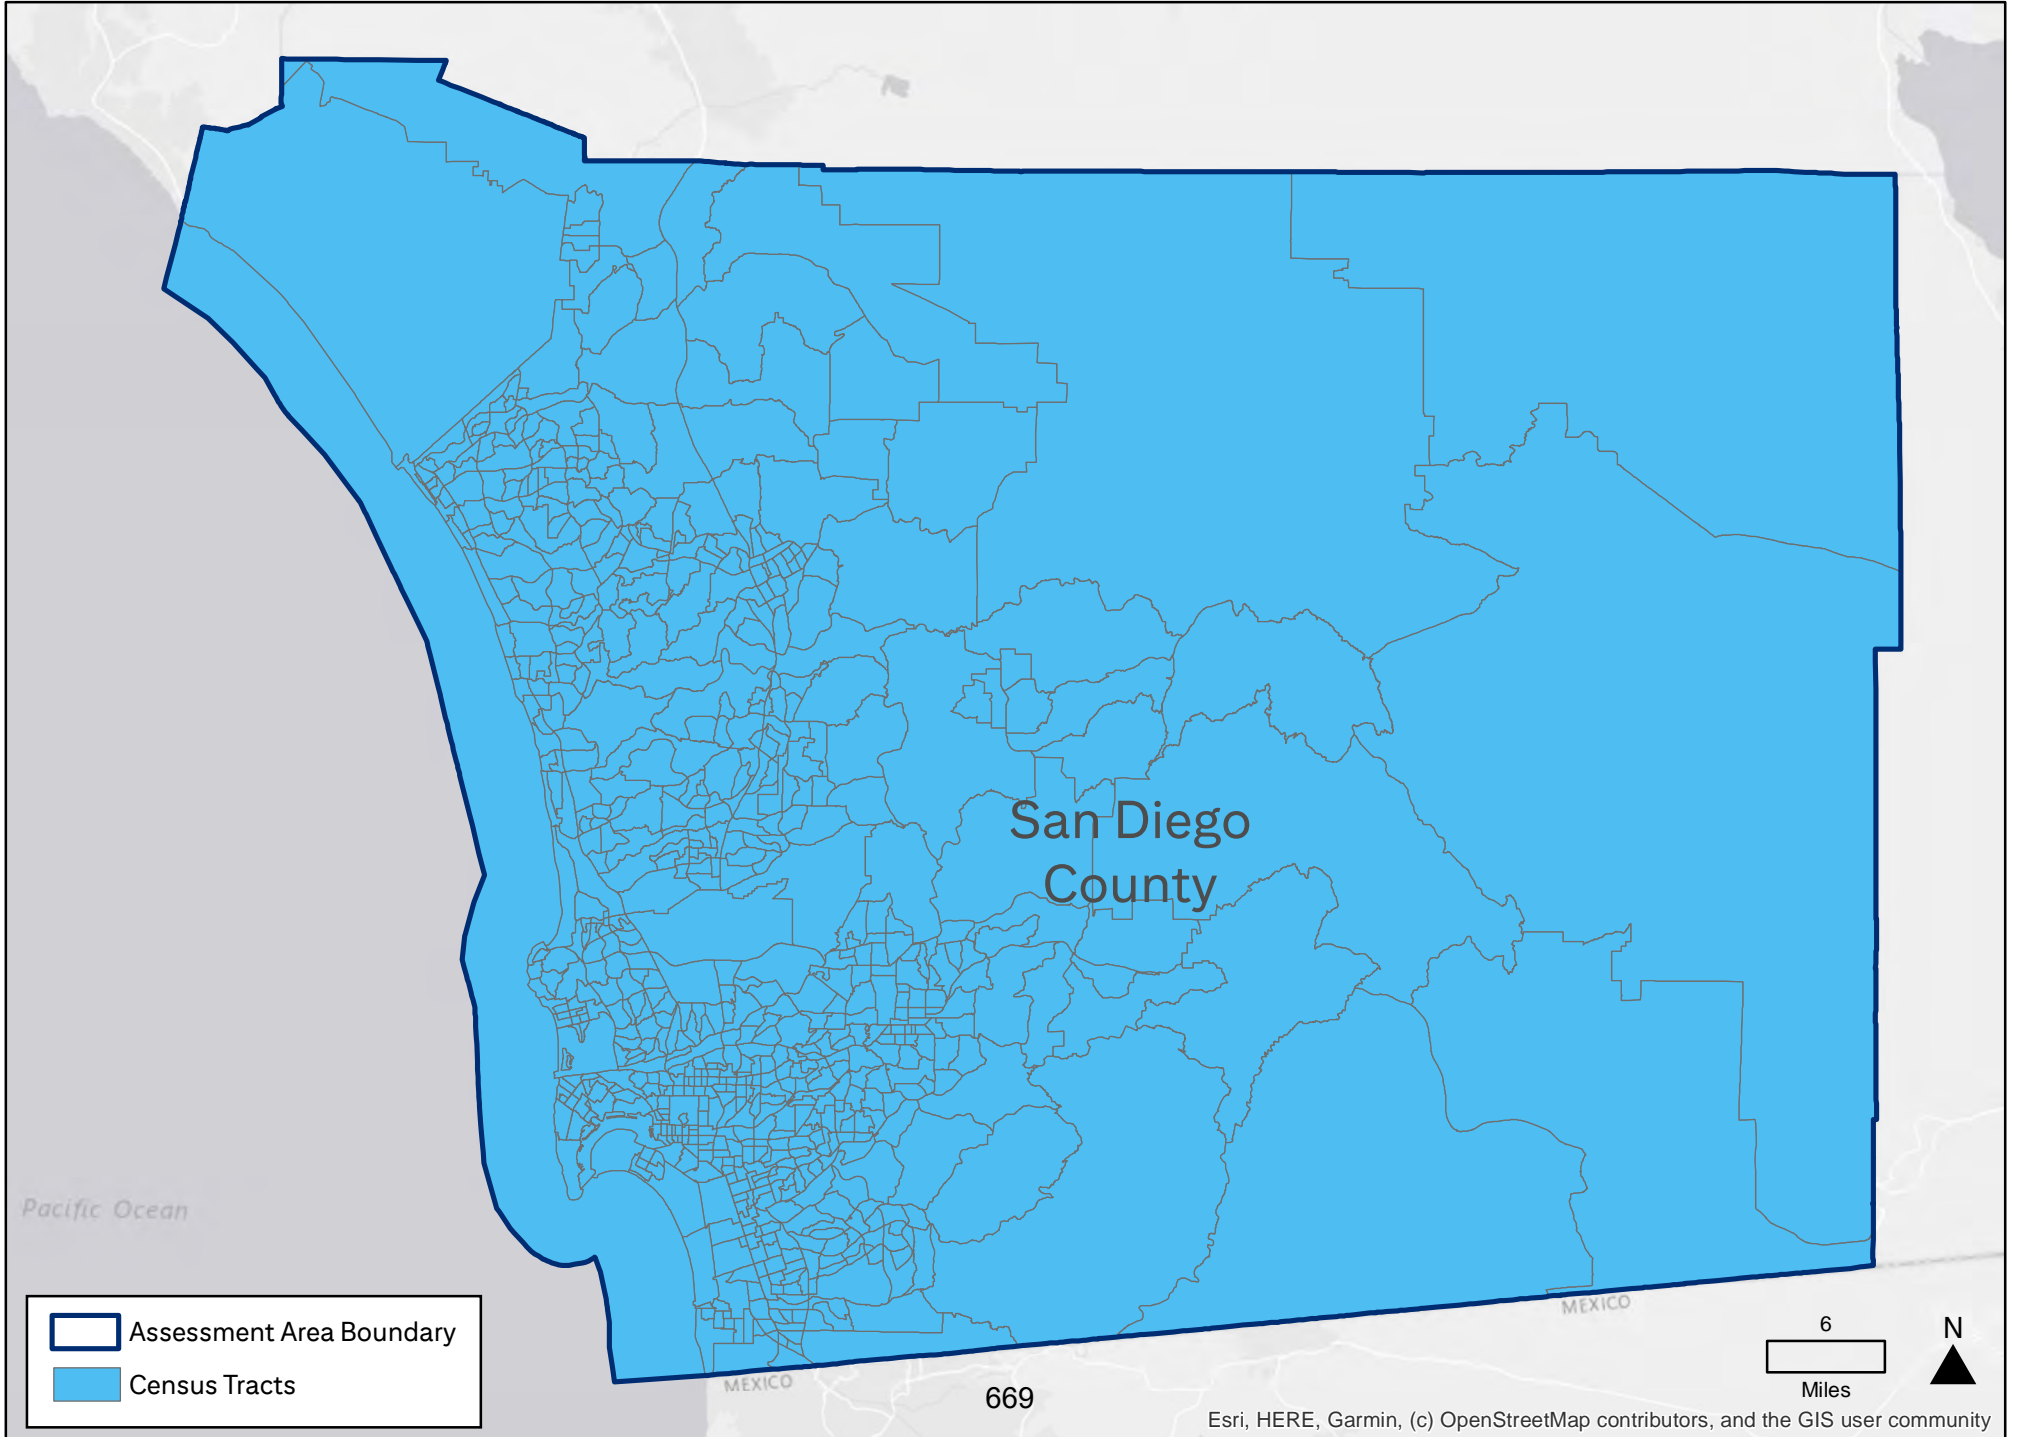 San Diego
County
Pacific Ocean
Assessment Area Boundary
Census Tracts
MEXICO
MEXICO
669
6
Miles
N
Esri, HERE, Garmin, (c) OpenStreetMap contributors, and the GIS user community